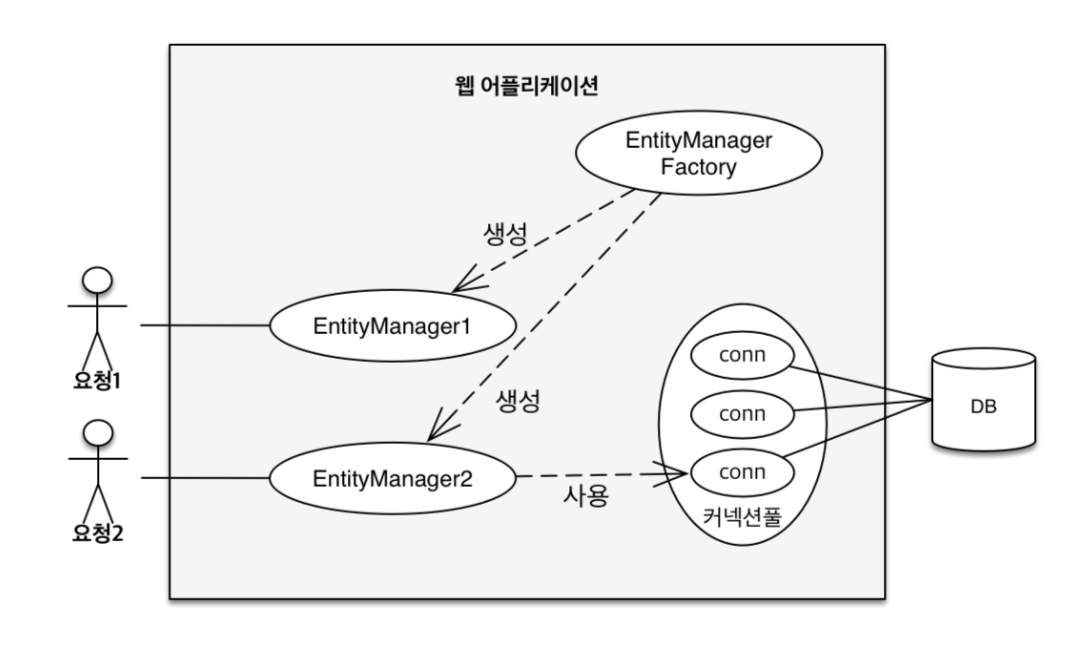 웹 어플리케이션
EntityManager
Factory
생성
EntityManager1
요청1
conn
conn
conn
커넥션풀
DB
생성
EntityManager2
사용
요청2